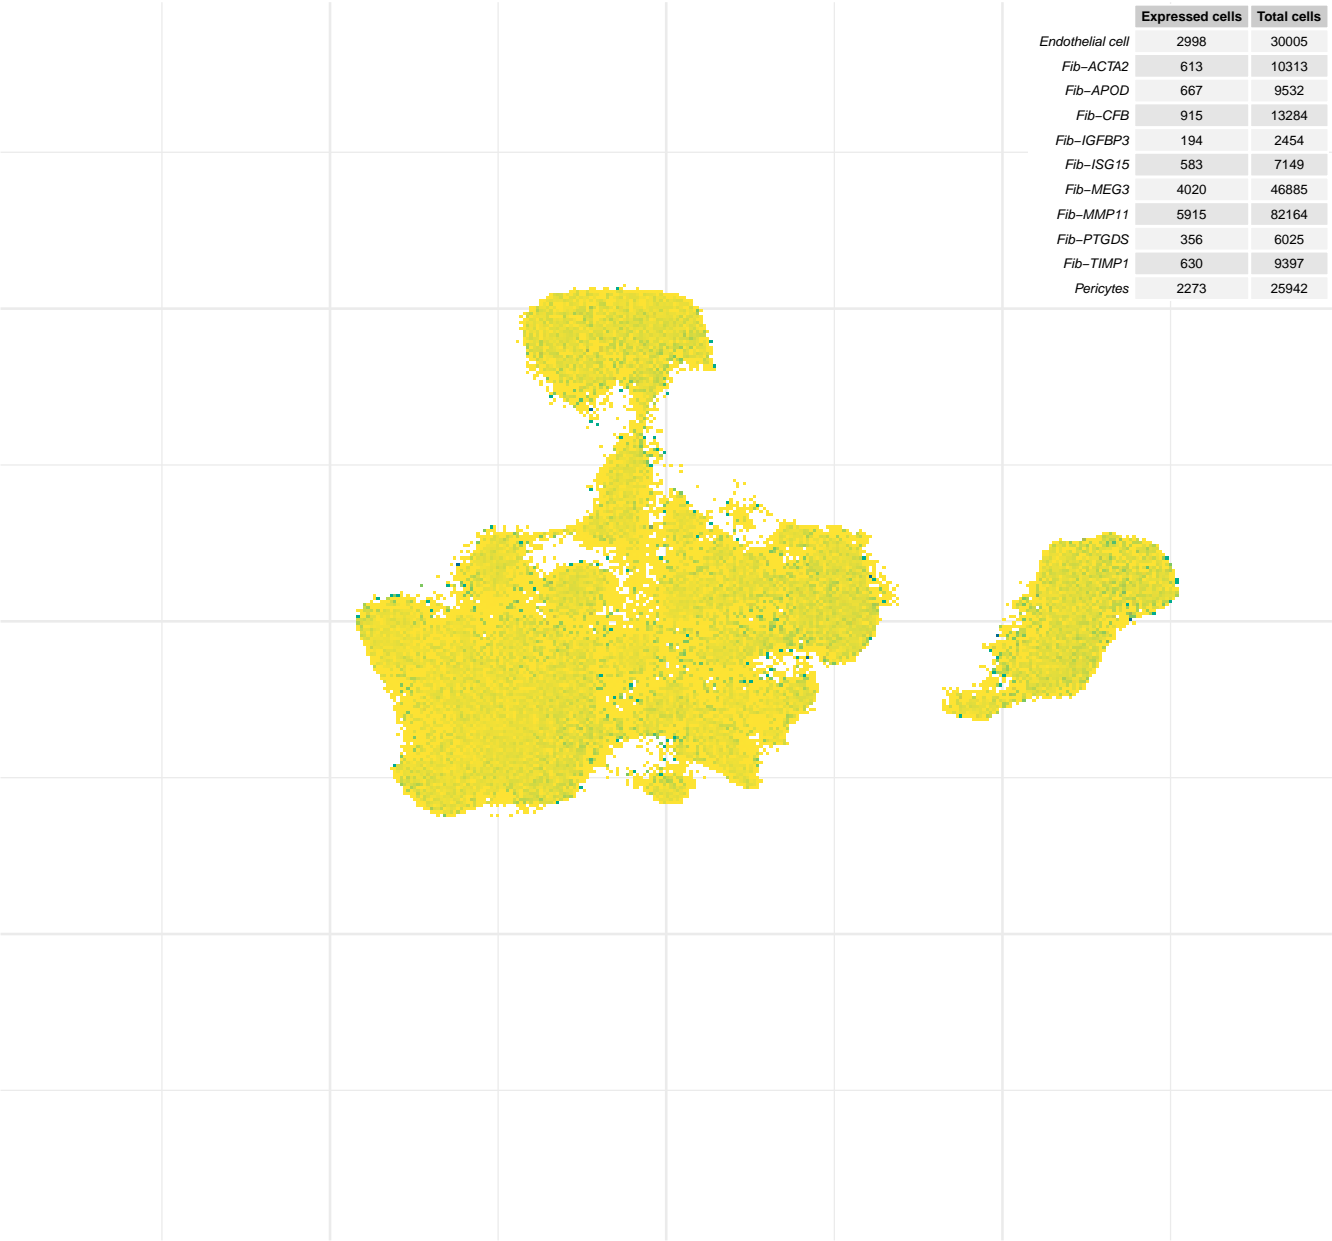 Expressed cells Total cells
Endothelial cell 2998 30005
Fib−ACTA2 613 10313
Fib−APOD 667 9532
Fib−CFB 915 13284
Fib−IGFBP3 194 2454
Fib−ISG15 583 7149
Fib−MEG3 4020 46885
Fib−MMP11 5915 82164
Fib−PTGDS 356 6025
Fib−TIMP1 630 9397
Pericytes 2273 25942